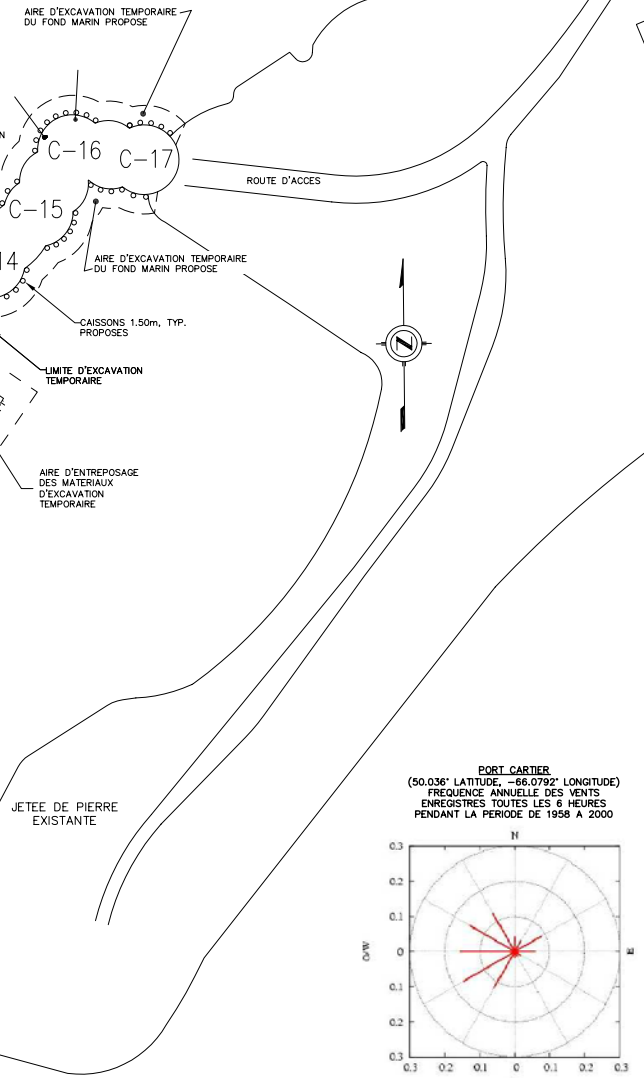 AIRE D'EXCAVATION TEMPORAIRE
DU FOND MARIN PROPOSE
N
C-16
C-17
ROUTE D'ACCES
C-15
14
AIRE D'EXCAVATION TEMPORAIRE
DU FOND MARIN PROPOSE
CAISSONS 1.50m, TYP.
PROPOSES
N
LIMITE D'EXCAVATION
TEMPORAIRE
AIRE D'ENTREPOSAGE
DES MATERIAUX
D'EXCAVATION
TEMPORAIRE
JETEE DE PIERRE
EXISTANTE
PORT CARTIER
(50.036° LATITUDE, -66.0792° LONGITUDE)
FREQUENCE ANNUELLE DES VENTS
ENREGISTRES TOUTES LES 6 HEURES
PENDANT LA PERIODE DE 1958 A 2000
N
0.3
0.2
0.1
0
0.1
0.2
0.3
O/W
E
0.3 0.2 0.1 0 0.1 0.2 0.3